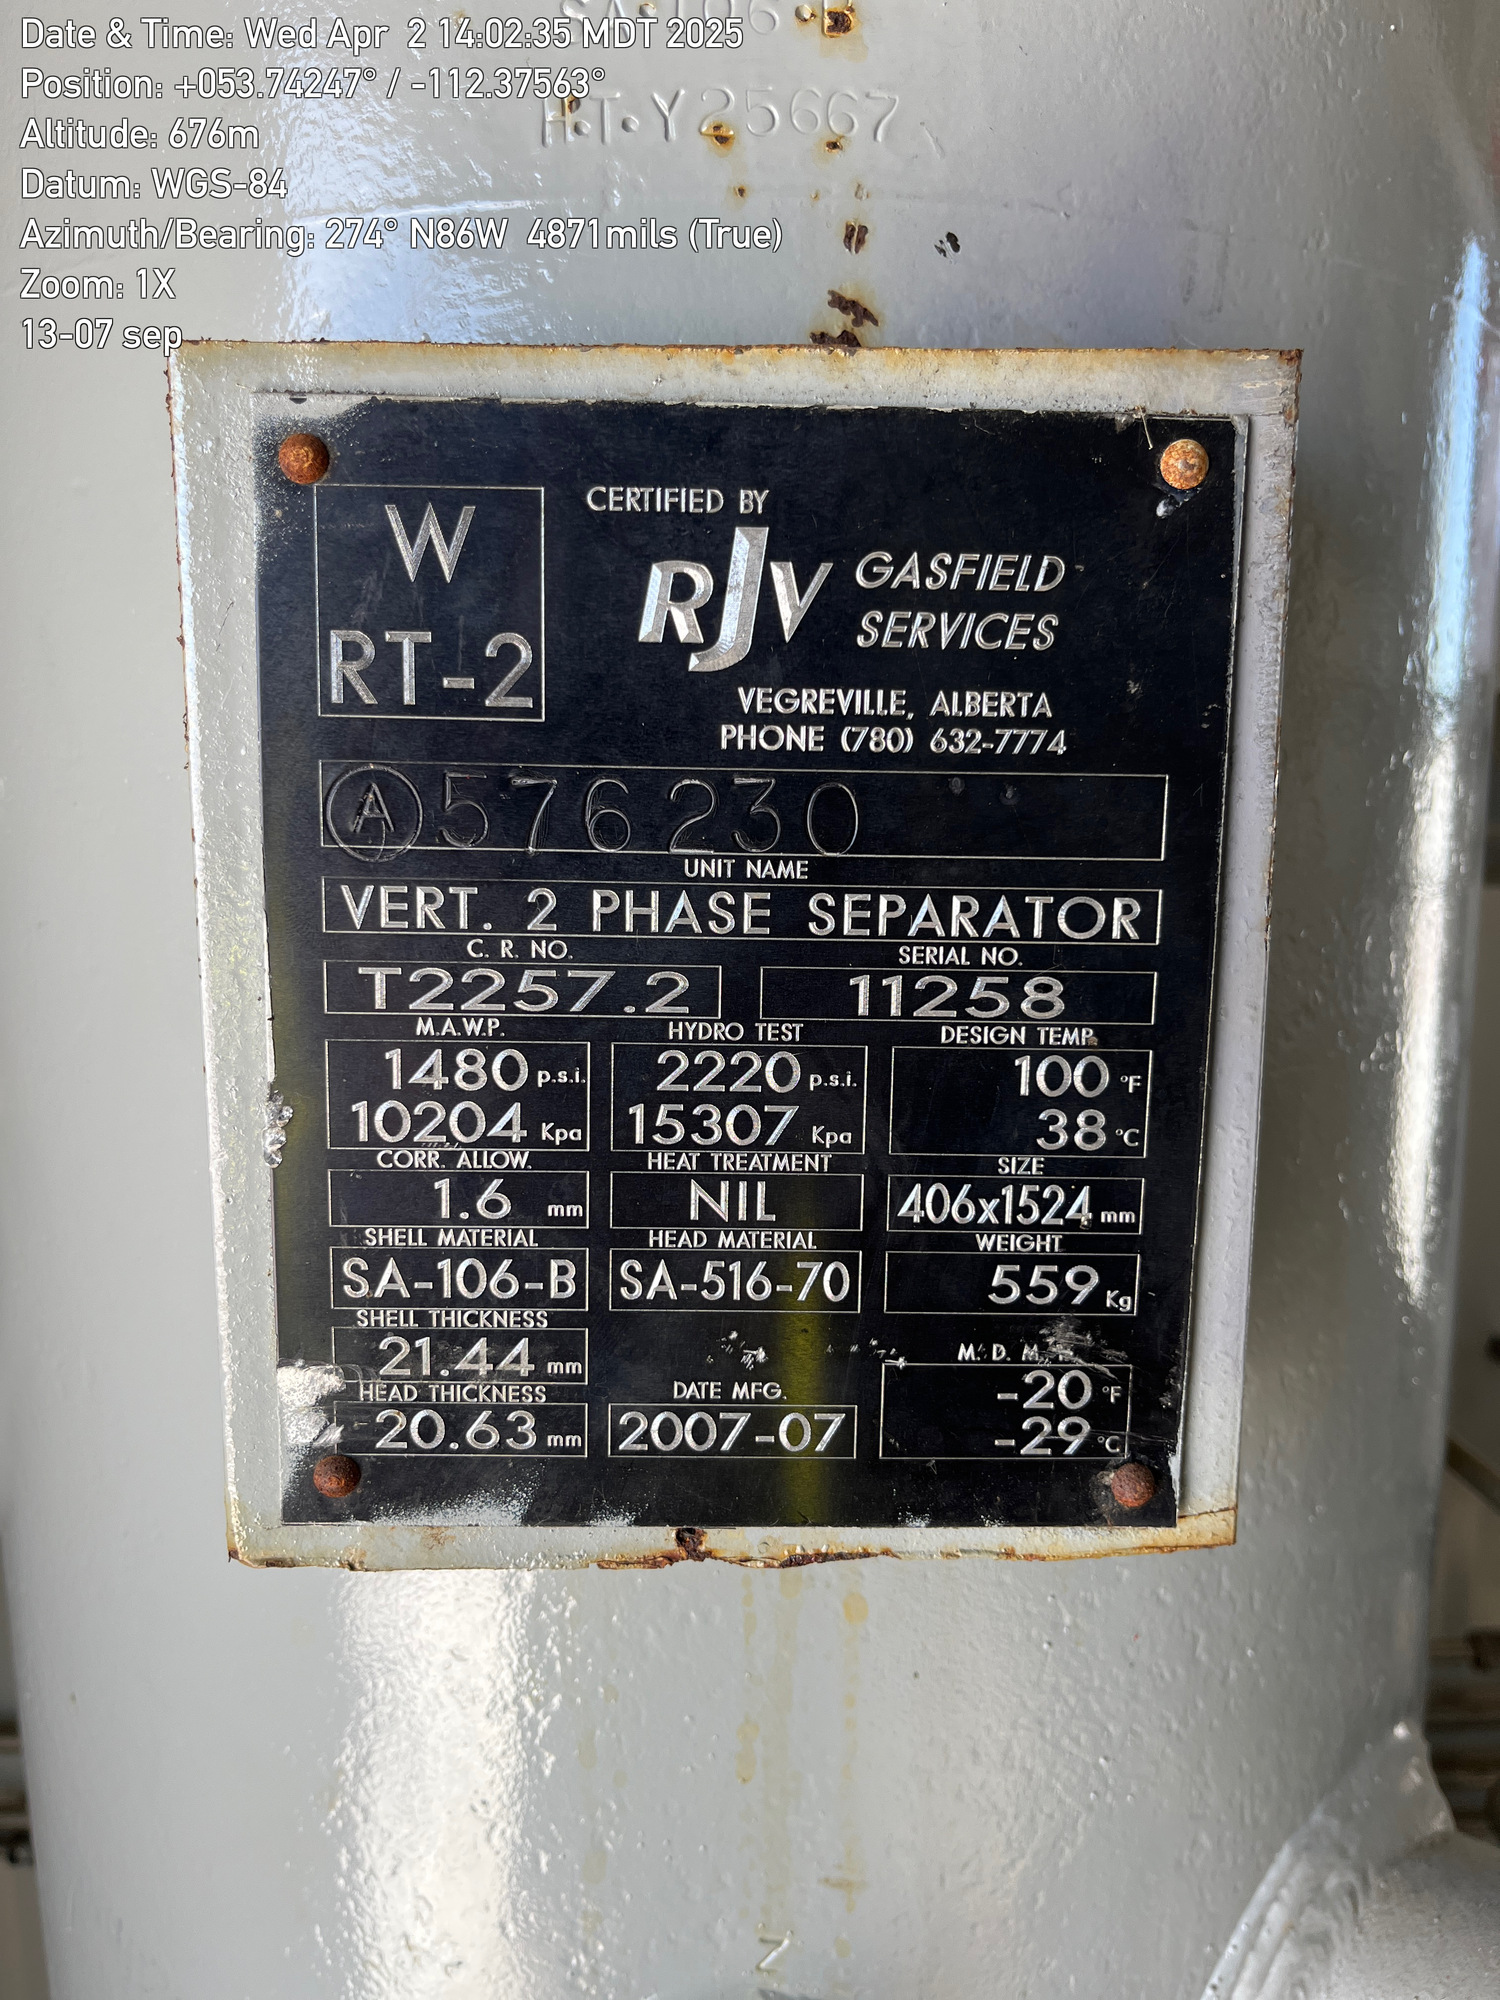 Date & Time: Wed Apr  2 14:02:35 MDT 2025
Position: +053.74247° / -112.37563°
Altitude: 676m
Datum: WGS-84
Azimuth/Bearing: 274° N86W  4871mils (True)
Zoom: 1X
13-07 sep
SA-106-
H.T.Y25667
W
RT-2
CERTIFIED BY
RJV GASFIELD
SERVICES
VEGREVILLE, ALBERTA
PHONE (780) 632-7774
A 576230
UNIT NAME
VERT. 2 PHASE SEPARATOR
C. R. NO. SERIAL NO.
T2257.2 11258
M.A.W.P. HYDRO TEST DESIGN TEMP.
1480 p.s.i. 2220 p.s.i. 100 °F
10204 Kpa 15307 Kpa 38 °C
CORR. ALLOW. HEAT TREATMENT SIZE
1.6 mm NIL 406x1524 mm
SHELL MATERIAL HEAD MATERIAL WEIGHT
SA-106-B SA-516-70 559 Kg
SHELL THICKNESS
21.44 mm M. D. M.
HEAD THICKNESS DATE MFG. -20 °F
20.63 mm 2007-07 -29 °C